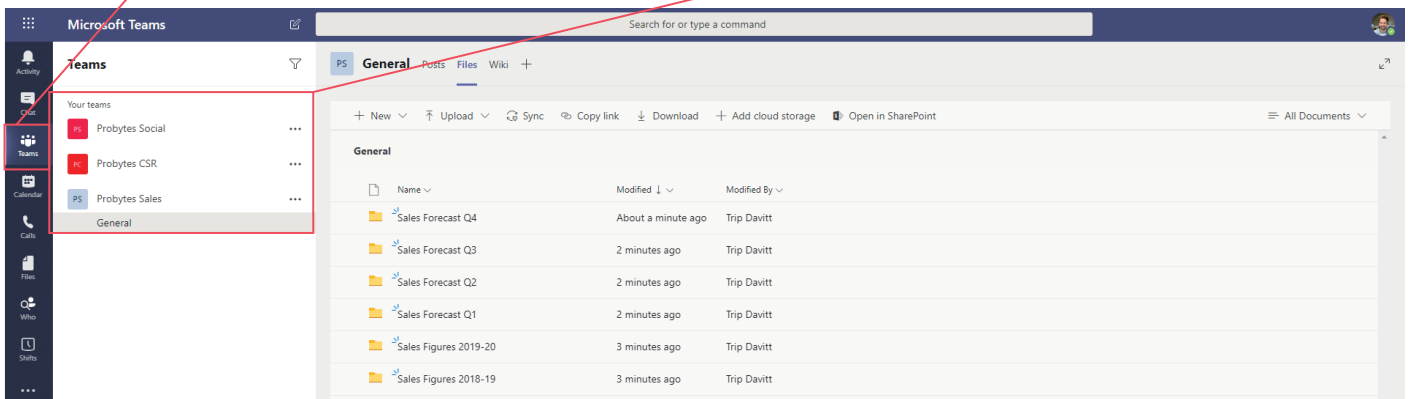 Microsoft Teams
Search for or type a command
Activity
Chat
Teams
Calendar
Calls
Files
Who
Shifts
Teams
Your teams
PS Probytes Social
PC Probytes CSR
PS Probytes Sales
General
PS General Posts Files Wiki
New Upload Sync Copy link Download Add cloud storage Open in SharePoint All Documents
General
Name Modified Modified By
Sales Forecast Q4 About a minute ago Trip Davitt
Sales Forecast Q3 2 minutes ago Trip Davitt
Sales Forecast Q2 2 minutes ago Trip Davitt
Sales Forecast Q1 2 minutes ago Trip Davitt
Sales Figures 2019-20 3 minutes ago Trip Davitt
Sales Figures 2018-19 3 minutes ago Trip Davitt